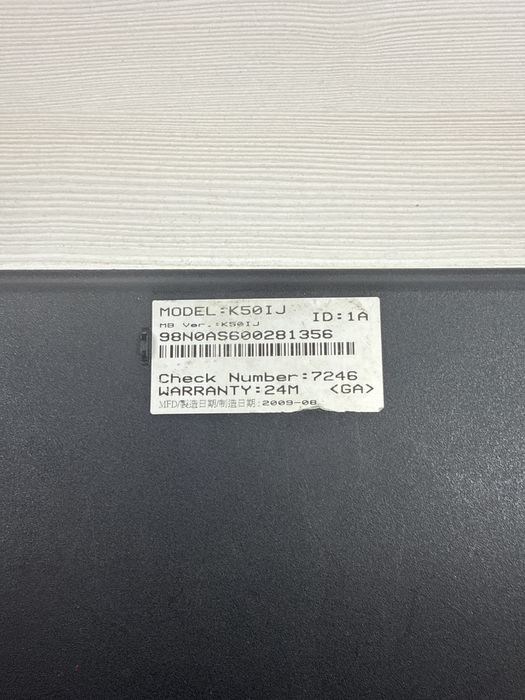 MODEL:K50IJ ID:1A
MB Ver.:K50IJ
98N0AS600281356
Check Number:7246
WARRANTY:24M <GA>
MFD/製造日期/制造日期:2009-08